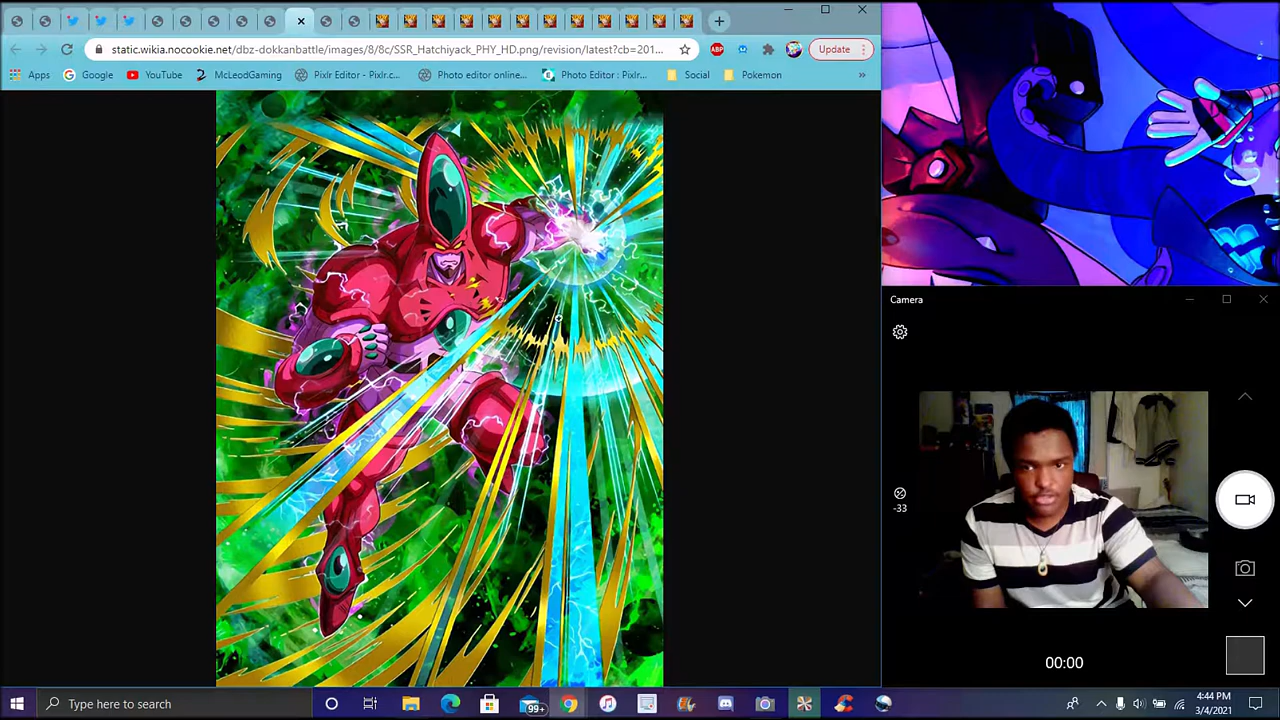 static.wikia.nocookie.net/dbz-dokkanbattle/images/8/8c/SSR_Hatchiyack_PHY_HD.png/revision/latest?cb=201...
ABP
Update
Apps
Google
YouTube
McLeodGaming
Pixlr Editor - Pixlr.c...
Photo editor online...
Photo Editor : Pixlr...
Social
Pokemon
»
Camera
-33
00:00
Type here to search
99+
4:44 PM
3/4/2021